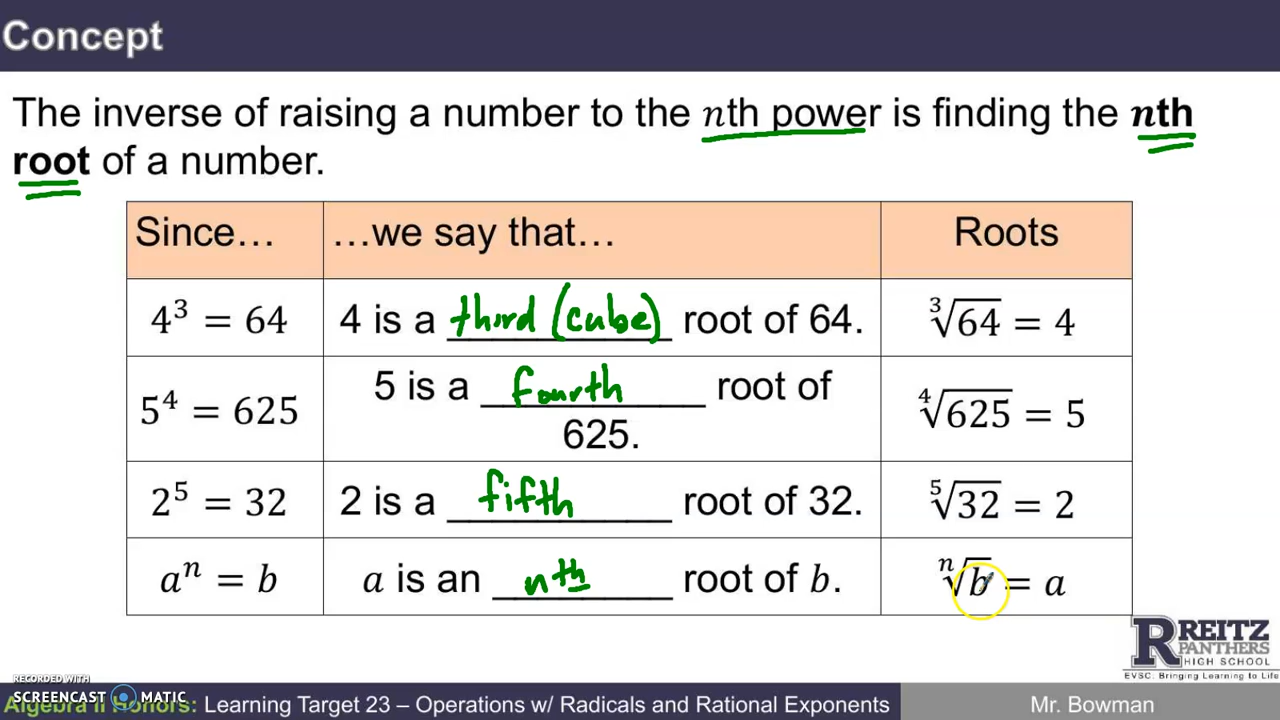 Concept
The inverse of raising a number to the nth power is finding the nth
root of a number.
Since… …we say that… Roots
4³ = 64 4 is a third (cube) root of 64. ∛64 = 4
5⁴ = 625 5 is a fourth root of
625. ∜625 = 5
2⁵ = 32 2 is a fifth root of 32. ⁵√32 = 2
aⁿ = b a is an nth root of b. ⁿ√b = a
R REITZ
PANTHERS
HIGH SCHOOL
EVSC: Bringing Learning to Life
RECORDED WITH
SCREENCAST MATIC
Algebra II Honors: Learning Target 23 – Operations w/ Radicals and Rational Exponents Mr. Bowman